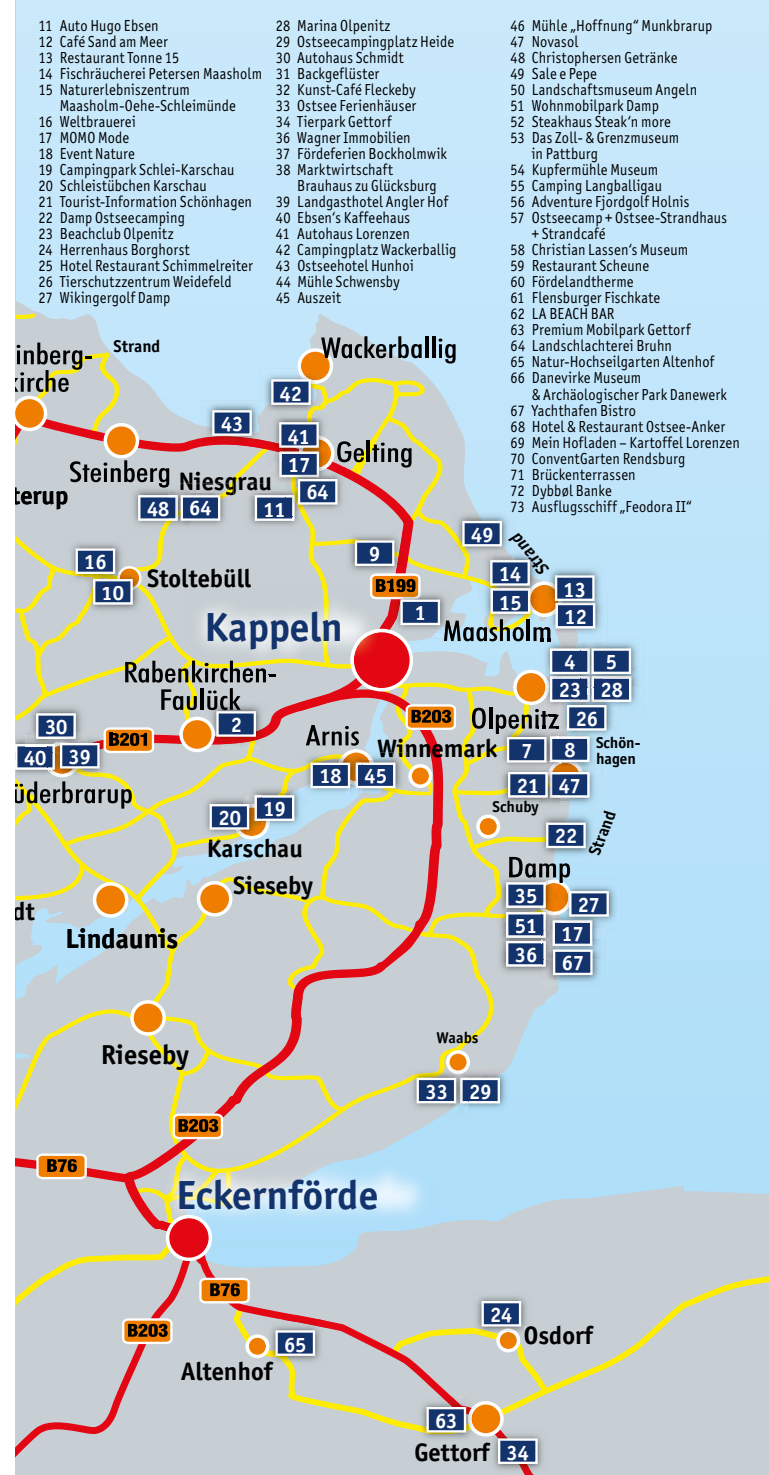 11 Auto Hugo Ebsen
12 Café Sand am Meer
13 Restaurant Tonne 15
14 Fischräucherei Petersen Maasholm
15 Naturerlebniszentrum
Maasholm-Oehe-Schleimünde
16 Weltbrauerei
17 MOMO Mode
18 Event Nature
19 Campingpark Schlei-Karschau
20 Schleistübchen Karschau
21 Tourist-Information Schönhagen
22 Damp Ostseecamping
23 Beachclub Olpenitz
24 Herrenhaus Borghorst
25 Hotel Restaurant Schimmelreiter
26 Tierschutzzentrum Weidefeld
27 Wikingergolf Damp
28 Marina Olpenitz
29 Ostseecampingplatz Heide
30 Autohaus Schmidt
31 Backgeflüster
32 Kunst-Café Fleckeby
33 Ostsee Ferienhäuser
34 Tierpark Gettorf
36 Wagner Immobilien
37 Fördeferien Bockholmwik
38 Marktwirtschaft
Brauhaus zu Glücksburg
39 Landgasthotel Angler Hof
40 Ebsen's Kaffeehaus
41 Autohaus Lorenzen
42 Campingplatz Wackerballig
43 Ostseehotel Hunhoi
44 Mühle Schwensby
45 Auszeit
46 Mühle „Hoffnung“ Munkbrarup
47 Novasol
48 Christophersen Getränke
49 Sale e Pepe
50 Landschaftsmuseum Angeln
51 Wohnmobilpark Damp
52 Steakhaus Steak'n more
53 Das Zoll- & Grenzmuseum
in Pattburg
54 Kupfermühle Museum
55 Camping Langballigau
56 Adventure Fjordgolf Holnis
57 Ostseecamp + Ostsee-Strandhaus
+ Strandcafé
58 Christian Lassen's Museum
59 Restaurant Scheune
60 Fördelandtherme
61 Flensburger Fischkate
62 LA BEACH BAR
63 Premium Mobilpark Gettorf
64 Landschlachterei Bruhn
65 Natur-Hochseilgarten Altenhof
66 Danevirke Museum
& Archäologischer Park Danewerk
67 Yachthafen Bistro
68 Hotel & Restaurant Ostsee-Anker
69 Mein Hofladen – Kartoffel Lorenzen
70 ConventGarten Rendsburg
71 Brückenterrassen
72 Dybbøl Banke
73 Ausflugsschiff „Feodora II“
inberg-
kirche
Strand
Wackerballig
42
43
41
17
Gelting
64
11
Steinberg
Niesgrau
48 64
terup
16
10
Stoltebüll
9
B199
49
Strand
14
15
13
12
Maasholm
1
Kappeln
4 5
23 28
Olpenitz
26
Rabenkirchen-
Faulück
2
B201
30
40 39
üderbrarup
B203
Arnis
18 45
Winnemark
7 8
Schön-
hagen
21 47
Schuby
22
Strand
20 19
Karschau
Damp
35
27
51
17
36
67
Sieseby
dt
Lindaunis
Rieseby
Waabs
33 29
B203
B76
Eckernförde
B76
B203
24
Osdorf
65
Altenhof
63
Gettorf
34